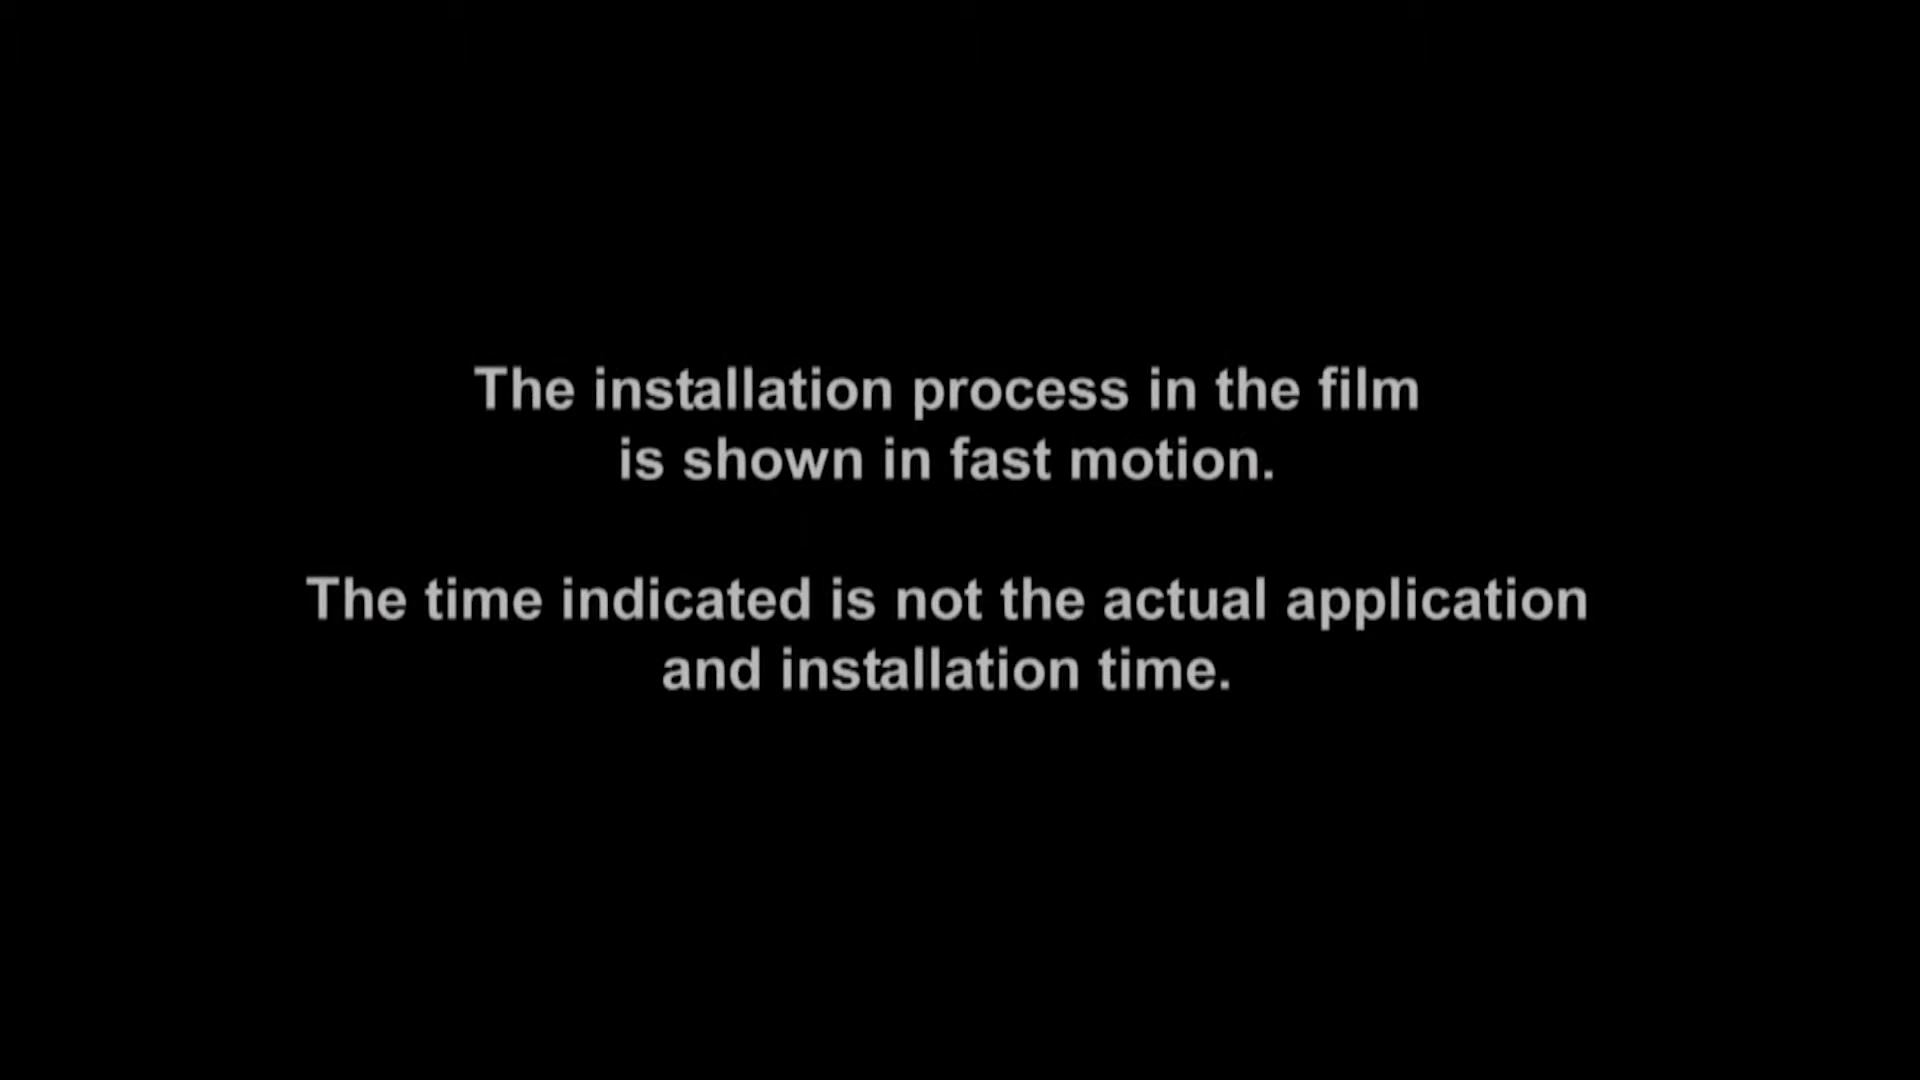 The installation process in the film
is shown in fast motion.
The time indicated is not the actual application
and installation time.